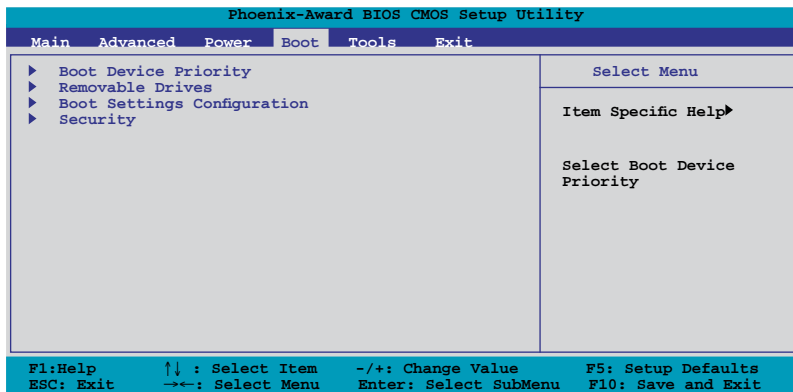 Phoenix-Award BIOS CMOS Setup Utility
Main Advanced Power Boot Tools Exit
Boot Device Priority
Removable Drives
Boot Settings Configuration
Security
Select Menu
Item Specific Help
Select Boot Device
Priority
F1:Help ↑↓ : Select Item -/+: Change Value F5: Setup Defaults
ESC: Exit →←: Select Menu Enter: Select SubMenu F10: Save and Exit